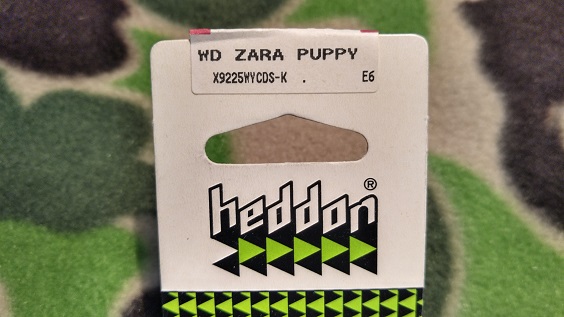 WD ZARA PUPPY
X9225WYCDS-K . E6
heddon®